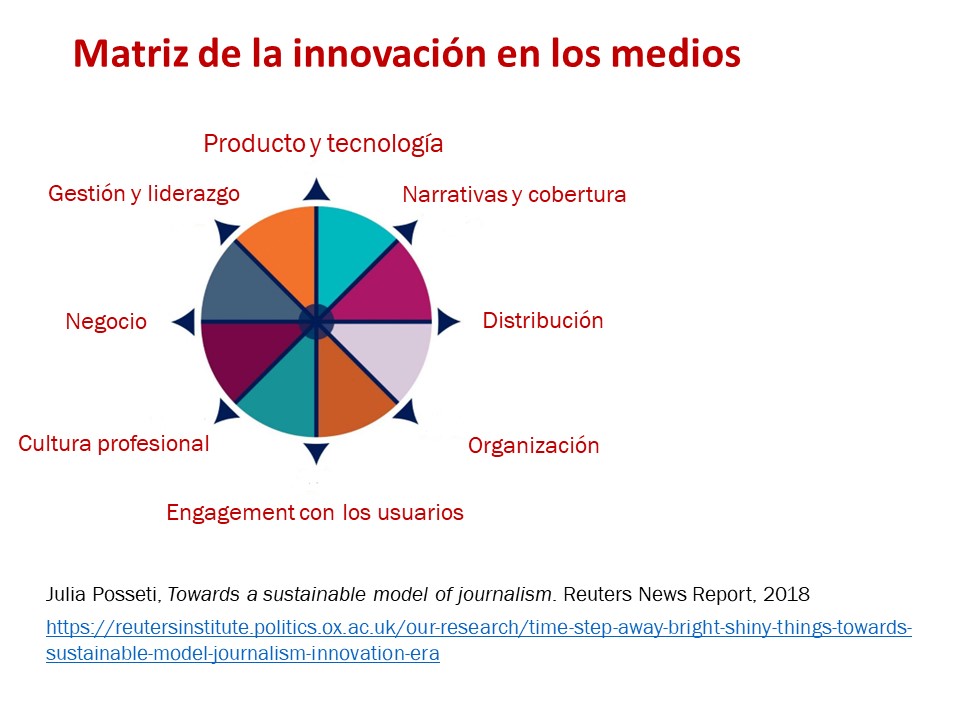 Matriz de la innovación en los medios
Producto y tecnología
Gestión y liderazgo
Narrativas y cobertura
Negocio
Distribución
Cultura profesional
Organización
Engagement con los usuarios
Julia Posseti, Towards a sustainable model of journalism. Reuters News Report, 2018
https://reutersinstitute.politics.ox.ac.uk/our-research/time-step-away-bright-shiny-things-towards-
sustainable-model-journalism-innovation-era